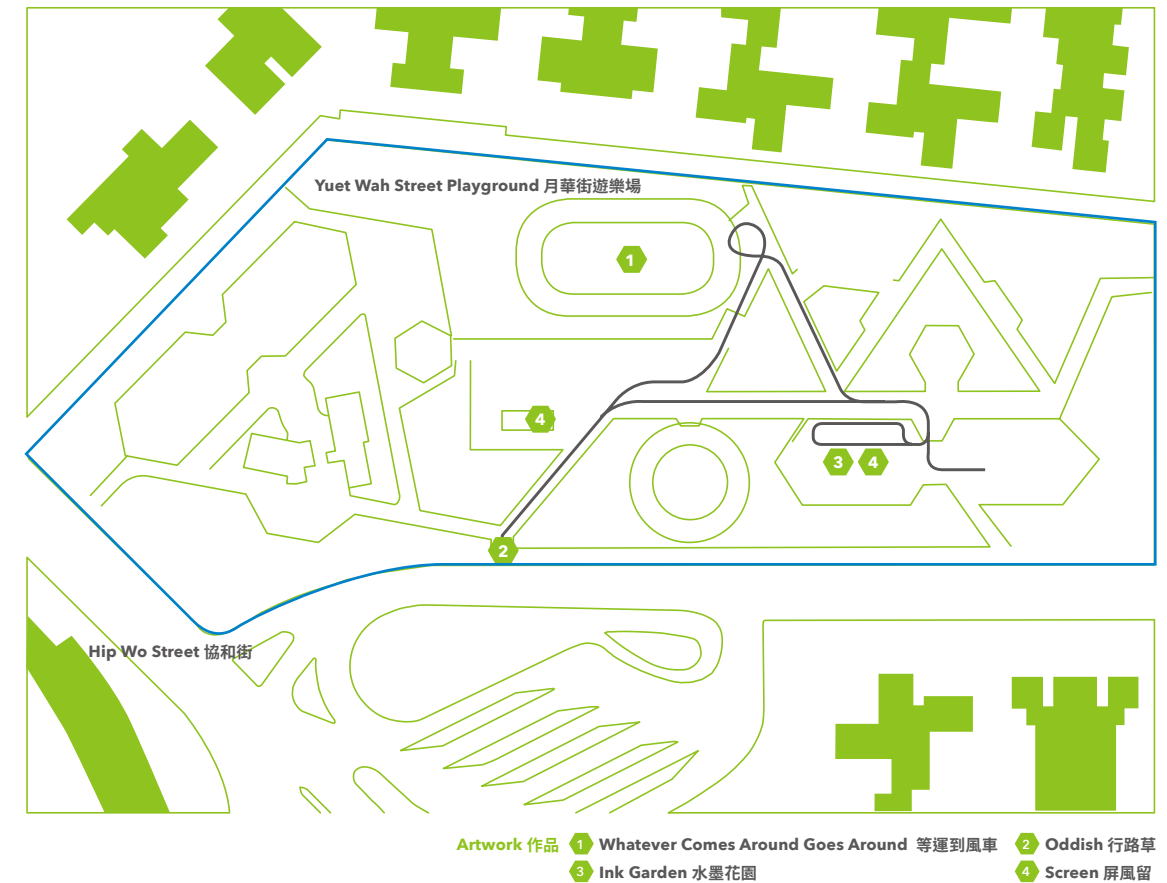 Yuet Wah Street Playground 月華街遊樂場
1
4
3 4
2
Hip Wo Street 協和街
Artwork 作品 1 Whatever Comes Around Goes Around 等運到風車 2 Oddish 行路草
3 Ink Garden 水墨花園 4 Screen 屏風留